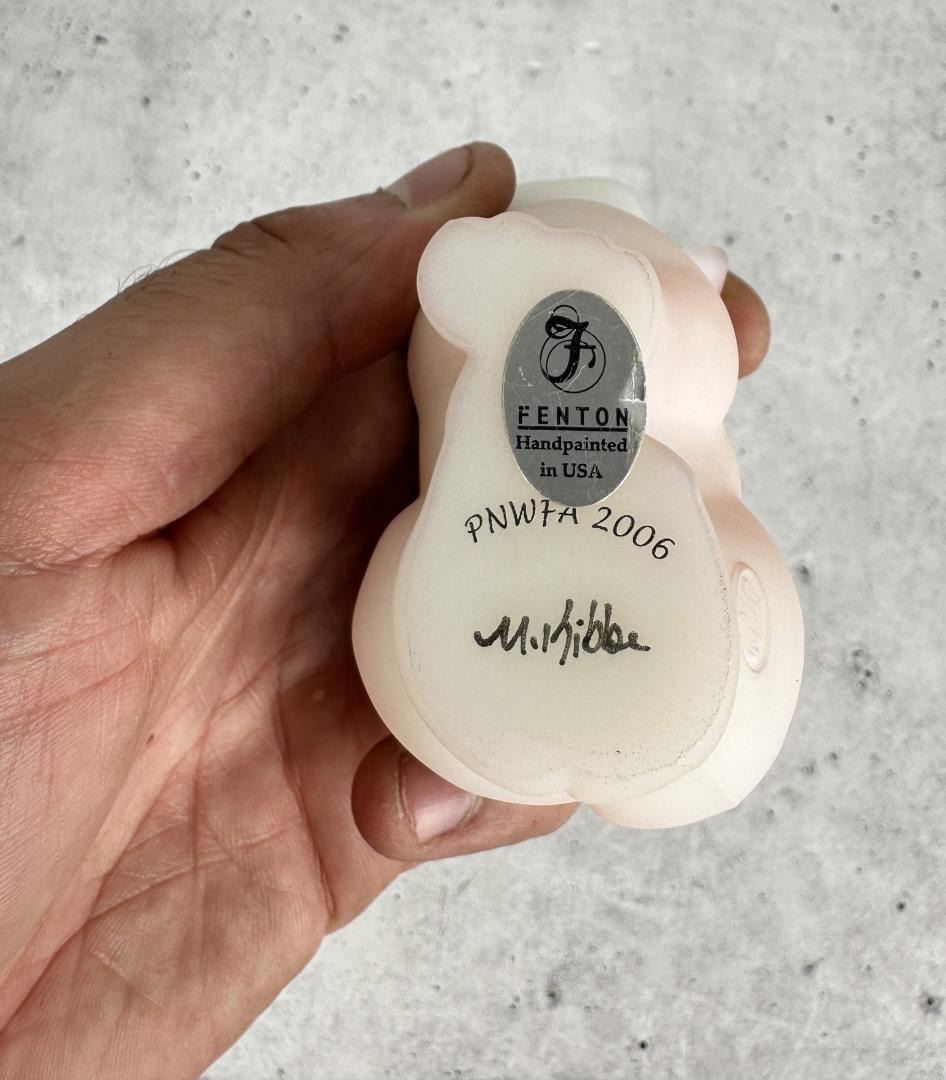 F
FENTON
Handpainted
in USA
PNWFA 2006
M. Kibbe